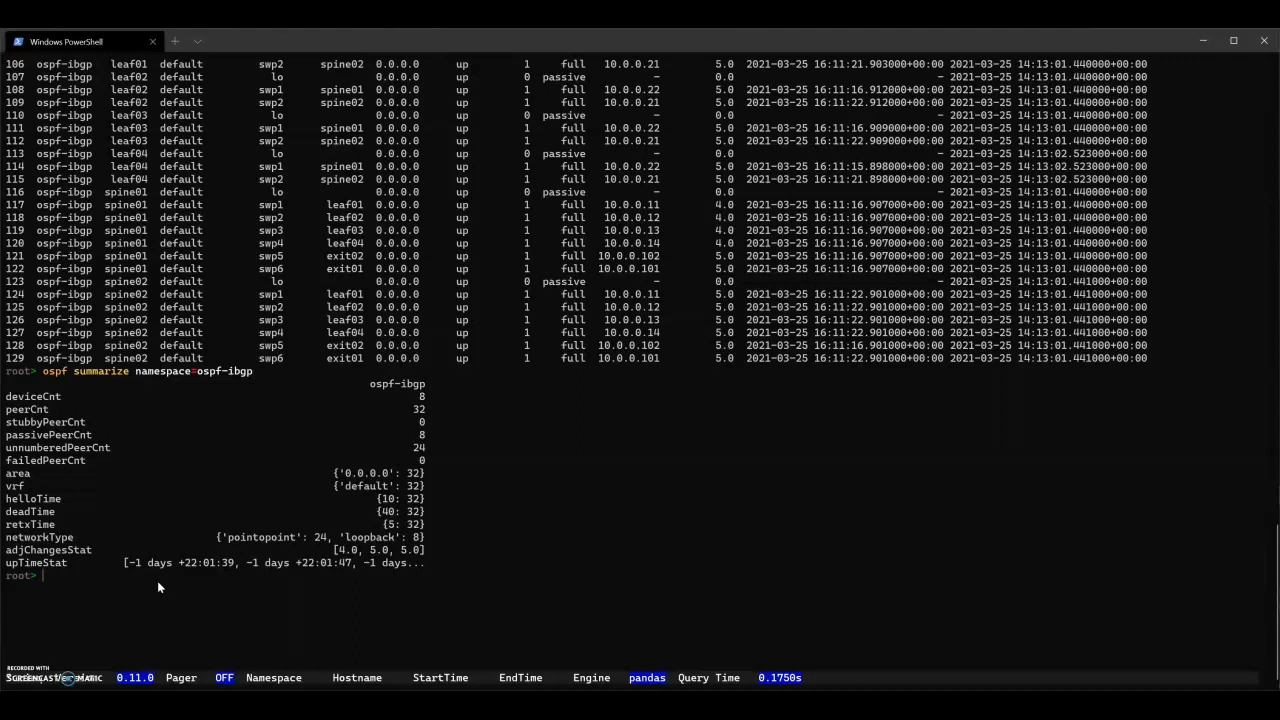 Windows PowerShell
106 ospf-ibgp leaf01 default swp2 spine02 0.0.0.0 up 1 full 10.0.0.21 5.0 2021-03-25 16:11:21.903000+00:00 2021-03-25 14:13:01.440000+00:00
107 ospf-ibgp leaf02 default lo 0.0.0.0 up 0 passive - 0.0 - 2021-03-25 14:13:01.440000+00:00
108 ospf-ibgp leaf02 default swp1 spine01 0.0.0.0 up 1 full 10.0.0.22 5.0 2021-03-25 16:11:16.912000+00:00 2021-03-25 14:13:01.440000+00:00
109 ospf-ibgp leaf02 default swp2 spine02 0.0.0.0 up 1 full 10.0.0.21 5.0 2021-03-25 16:11:22.912000+00:00 2021-03-25 14:13:01.440000+00:00
110 ospf-ibgp leaf03 default lo 0.0.0.0 up 0 passive - 0.0 - 2021-03-25 14:13:01.440000+00:00
111 ospf-ibgp leaf03 default swp1 spine01 0.0.0.0 up 1 full 10.0.0.22 5.0 2021-03-25 16:11:16.909000+00:00 2021-03-25 14:13:01.440000+00:00
112 ospf-ibgp leaf03 default swp2 spine02 0.0.0.0 up 1 full 10.0.0.21 5.0 2021-03-25 16:11:22.909000+00:00 2021-03-25 14:13:01.440000+00:00
113 ospf-ibgp leaf04 default lo 0.0.0.0 up 0 passive - 0.0 - 2021-03-25 14:13:02.523000+00:00
114 ospf-ibgp leaf04 default swp1 spine01 0.0.0.0 up 1 full 10.0.0.22 5.0 2021-03-25 16:11:15.898000+00:00 2021-03-25 14:13:02.523000+00:00
115 ospf-ibgp leaf04 default swp2 spine02 0.0.0.0 up 1 full 10.0.0.21 5.0 2021-03-25 16:11:21.898000+00:00 2021-03-25 14:13:02.523000+00:00
116 ospf-ibgp spine01 default lo 0.0.0.0 up 0 passive - 0.0 - 2021-03-25 14:13:01.440000+00:00
117 ospf-ibgp spine01 default swp1 leaf01 0.0.0.0 up 1 full 10.0.0.11 4.0 2021-03-25 16:11:16.907000+00:00 2021-03-25 14:13:01.440000+00:00
118 ospf-ibgp spine01 default swp2 leaf02 0.0.0.0 up 1 full 10.0.0.12 4.0 2021-03-25 16:11:16.907000+00:00 2021-03-25 14:13:01.440000+00:00
119 ospf-ibgp spine01 default swp3 leaf03 0.0.0.0 up 1 full 10.0.0.13 4.0 2021-03-25 16:11:16.907000+00:00 2021-03-25 14:13:01.440000+00:00
120 ospf-ibgp spine01 default swp4 leaf04 0.0.0.0 up 1 full 10.0.0.14 4.0 2021-03-25 16:11:16.907000+00:00 2021-03-25 14:13:01.440000+00:00
121 ospf-ibgp spine01 default swp5 exit02 0.0.0.0 up 1 full 10.0.0.102 5.0 2021-03-25 16:11:16.907000+00:00 2021-03-25 14:13:01.440000+00:00
122 ospf-ibgp spine01 default swp6 exit01 0.0.0.0 up 1 full 10.0.0.101 5.0 2021-03-25 16:11:16.907000+00:00 2021-03-25 14:13:01.440000+00:00
123 ospf-ibgp spine02 default lo 0.0.0.0 up 0 passive - 0.0 - 2021-03-25 14:13:01.441000+00:00
124 ospf-ibgp spine02 default swp1 leaf01 0.0.0.0 up 1 full 10.0.0.11 5.0 2021-03-25 16:11:22.901000+00:00 2021-03-25 14:13:01.441000+00:00
125 ospf-ibgp spine02 default swp2 leaf02 0.0.0.0 up 1 full 10.0.0.12 5.0 2021-03-25 16:11:22.901000+00:00 2021-03-25 14:13:01.441000+00:00
126 ospf-ibgp spine02 default swp3 leaf03 0.0.0.0 up 1 full 10.0.0.13 5.0 2021-03-25 16:11:22.901000+00:00 2021-03-25 14:13:01.441000+00:00
127 ospf-ibgp spine02 default swp4 leaf04 0.0.0.0 up 1 full 10.0.0.14 5.0 2021-03-25 16:11:22.901000+00:00 2021-03-25 14:13:01.441000+00:00
128 ospf-ibgp spine02 default swp5 exit02 0.0.0.0 up 1 full 10.0.0.102 5.0 2021-03-25 16:11:22.901000+00:00 2021-03-25 14:13:01.441000+00:00
129 ospf-ibgp spine02 default swp6 exit01 0.0.0.0 up 1 full 10.0.0.101 5.0 2021-03-25 16:11:22.901000+00:00 2021-03-25 14:13:01.441000+00:00
root> ospf summarize namespace=ospf-ibgp
ospf-ibgp
deviceCnt 8
peerCnt 32
stubbyPeerCnt 0
passivePeerCnt 8
unnumberedPeerCnt 24
failedPeerCnt 0
area {'0.0.0.0': 32}
vrf {'default': 32}
helloTime {10: 32}
deadTime {40: 32}
retxTime {5: 32}
networkType {'pointopoint': 24, 'loopback': 8}
adjChangesStat [4.0, 5.0, 5.0]
upTimeStat [-1 days +22:01:39, -1 days +22:01:47, -1 days...
root>
RECORDED WITH
SCREENCAST MATIC 0.11.0 Pager OFF Namespace Hostname StartTime EndTime Engine pandas Query Time 0.1750s